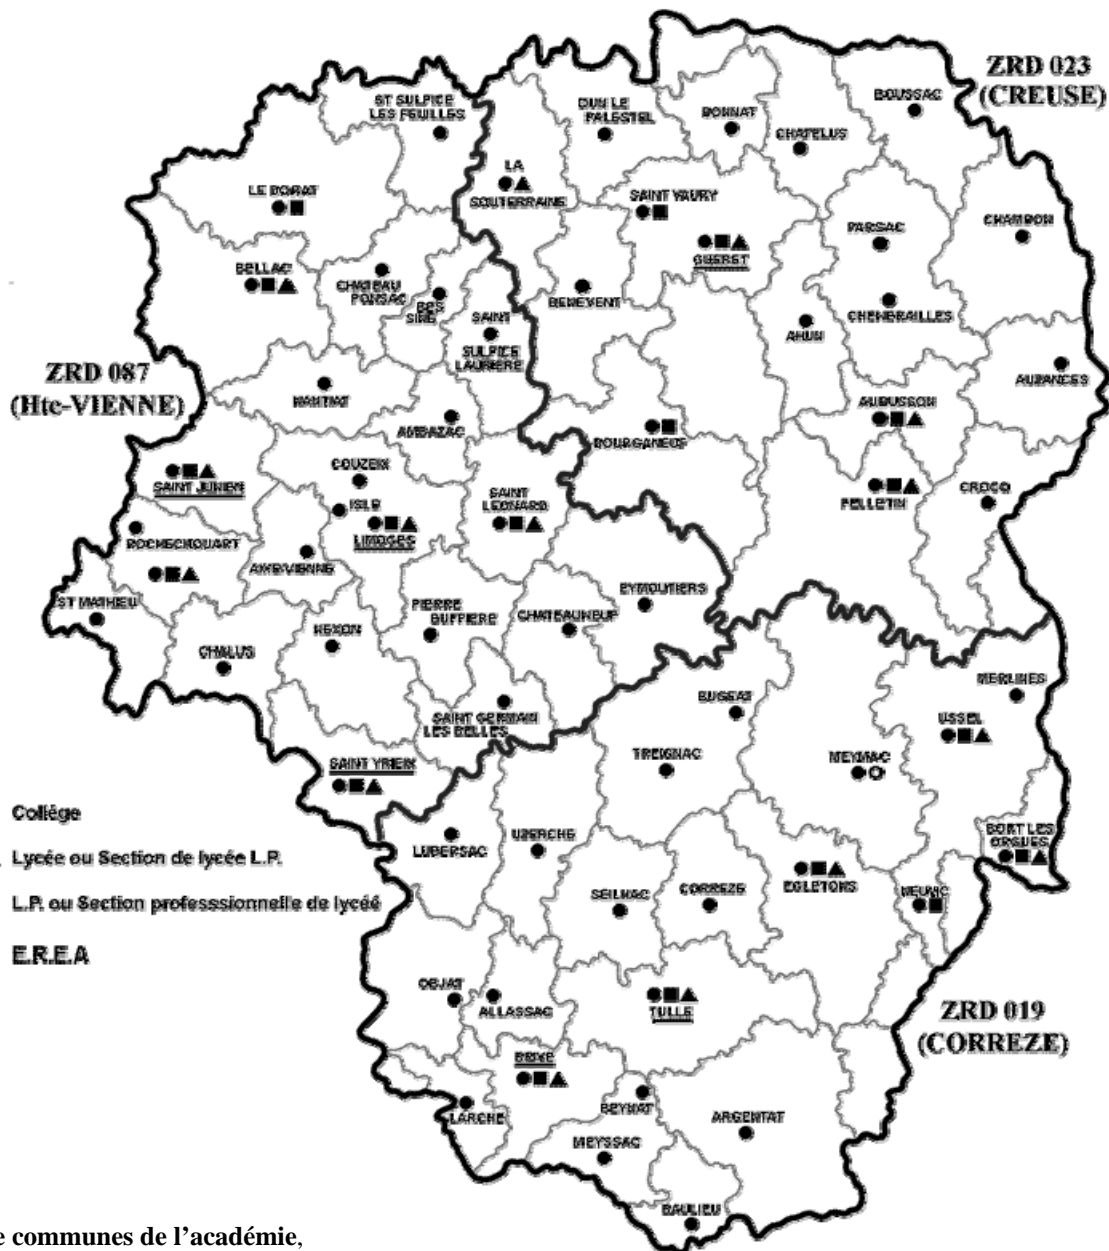 ZRD 023
(CREUSE)
ST SULPICE
LES FEUILLES
DUN LE
PALESTEL
BONNAT
CHATELUS
BOUSSAC
LA
SOUTERRAINE
SAINT VAURY
GUERET
PARSAC
CHAMBON
LE DORAT
BELLAC
CHATEAU
PONSAC
BES
SINE
SAINT
SULPICE
LAURIERE
BENEVENT
AHUN
CHENERAILLES
AUZANCES
ZRD 087
(Hte-VIENNE)
NANTIAT
AMBAZAC
BOURGANEUF
AUBUSSON
FELLETIN
CROCQ
SAINT JUNIEN
COUZEIX
ISLE
LIMOGES
SAINT
LEONARD
ROCHECHOUART
AIXE/VIENNE
ST MATHIEU
CHALUS
NEXON
PIERRE
BUFFIERE
CHATEAUNEUF
EYMOUTIERS
SAINT GERMAIN
LES BELLES
SAINT YRIEIX
BUGEAT
TREIGNAC
MEYMAC
MERLINES
USSEL
BORT LES
ORGUES
Collège
Lycée ou Section de lycée L.P.
L.P. ou Section professsionnelle de lycée
E.R.E.A
LUBERSAC
UZERCHE
SEILHAC
CORREZE
EGLETONS
NEUVIC
OBJAT
ALLASSAC
TULLE
ZRD 019
(CORREZE)
BRIVE
LARCHE
BEYNAT
MEYSSAC
ARGENTAT
BAULIEU
e communes de l'académie,